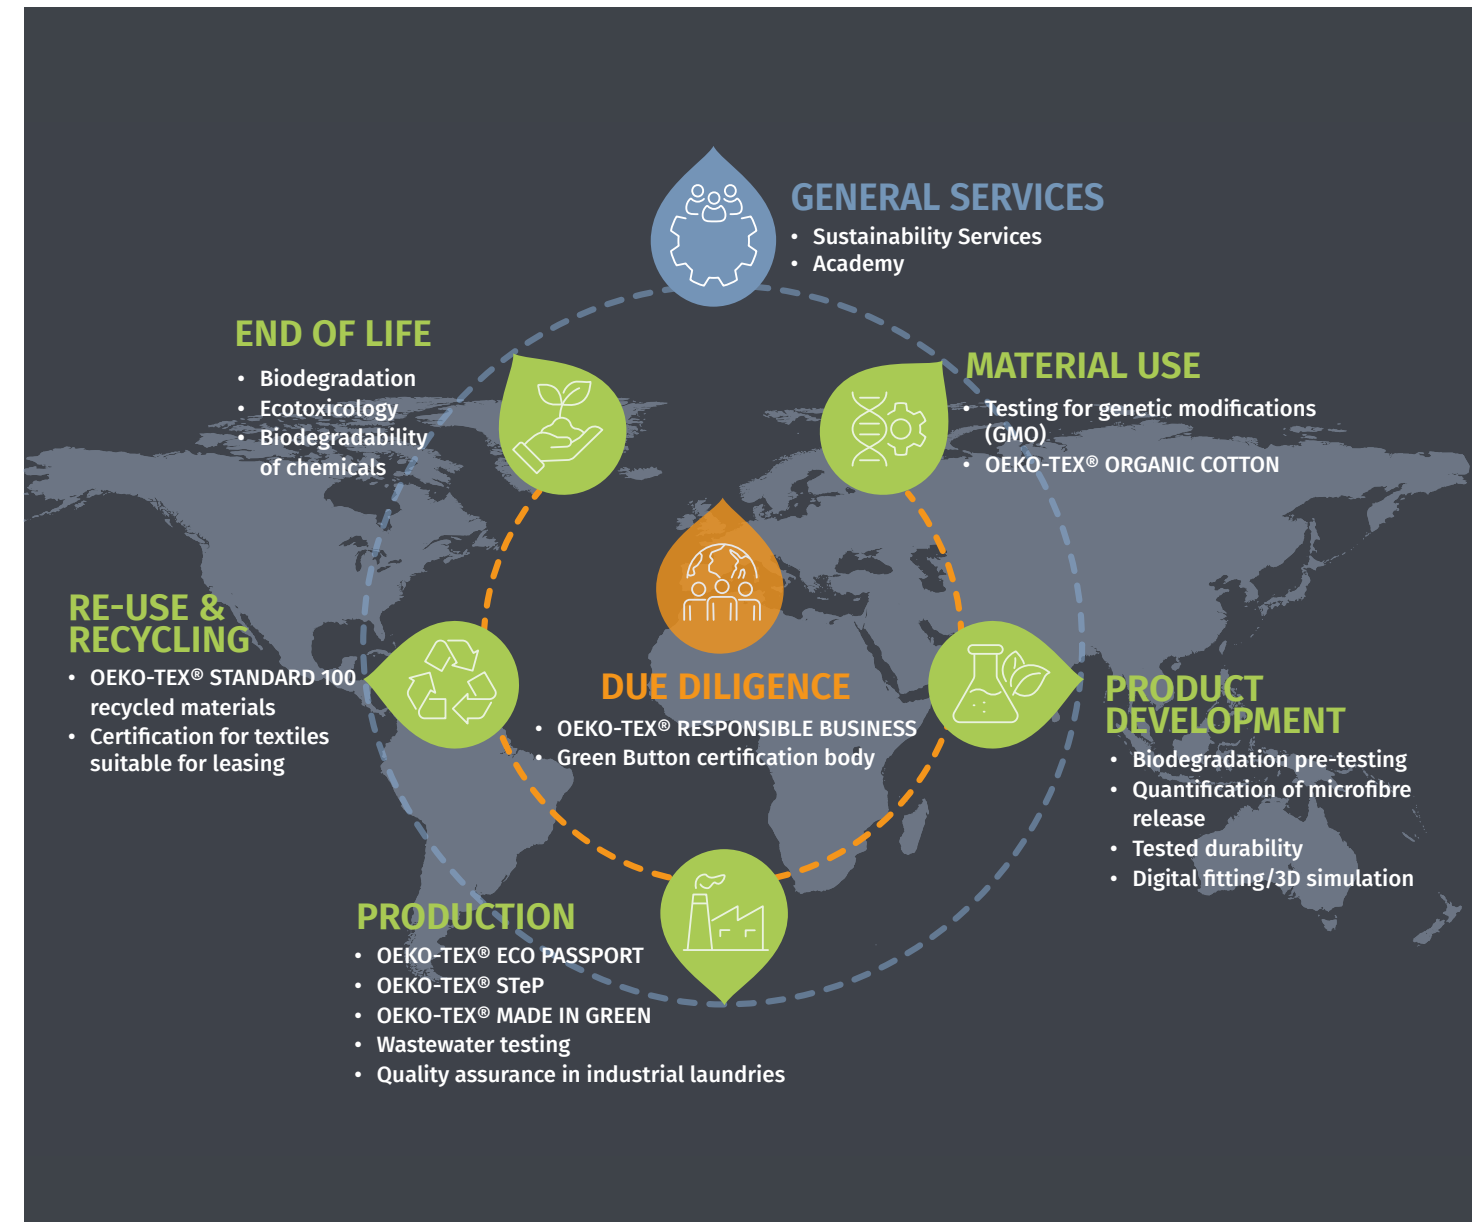 GENERAL SERVICES
• Sustainability Services
• Academy
END OF LIFE
• Biodegradation
• Ecotoxicology
• Biodegradability
of chemicals
MATERIAL USE
• Testing for genetic modifications
(GMO)
• OEKO-TEX® ORGANIC COTTON
RE-USE &
RECYCLING
• OEKO-TEX® STANDARD 100
recycled materials
• Certification for textiles
suitable for leasing
DUE DILIGENCE
• OEKO-TEX® RESPONSIBLE BUSINESS
• Green Button certification body
PRODUCT
DEVELOPMENT
• Biodegradation pre-testing
• Quantification of microfibre
release
• Tested durability
• Digital fitting/3D simulation
PRODUCTION
• OEKO-TEX® ECO PASSPORT
• OEKO-TEX® STeP
• OEKO-TEX® MADE IN GREEN
• Wastewater testing
• Quality assurance in industrial laundries